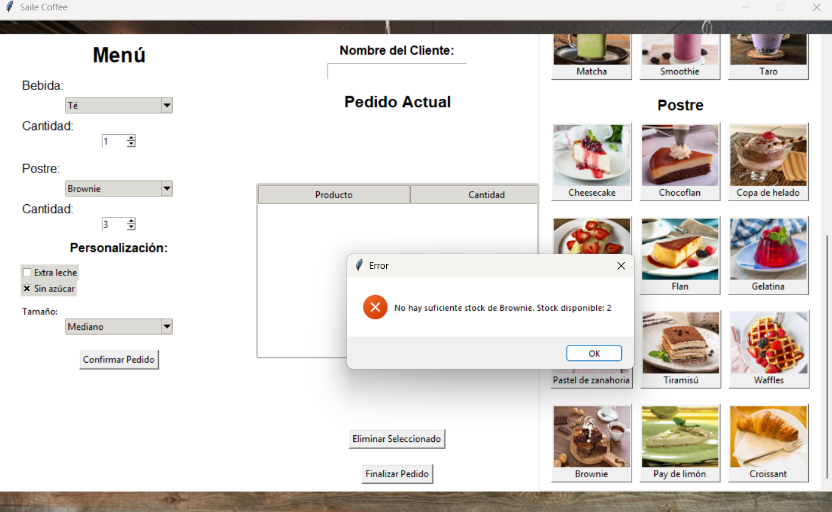 Saile Coffee
Menú
Bebida:
Té
Cantidad:
1
Postre:
Brownie
Cantidad:
3
Personalización:
Extra leche
Sin azúcar
Tamaño:
Mediano
Confirmar Pedido
Nombre del Cliente:
Pedido Actual
Producto Cantidad
Eliminar Seleccionado
Finalizar Pedido
Error
No hay suficiente stock de Brownie. Stock disponible: 2
OK
Matcha Smoothie Taro
Postre
Cheesecake Chocoflan Copa de helado
Flan Gelatina
Pastel de zanahoria Tiramisú Waffles
Brownie Pay de limón Croissant